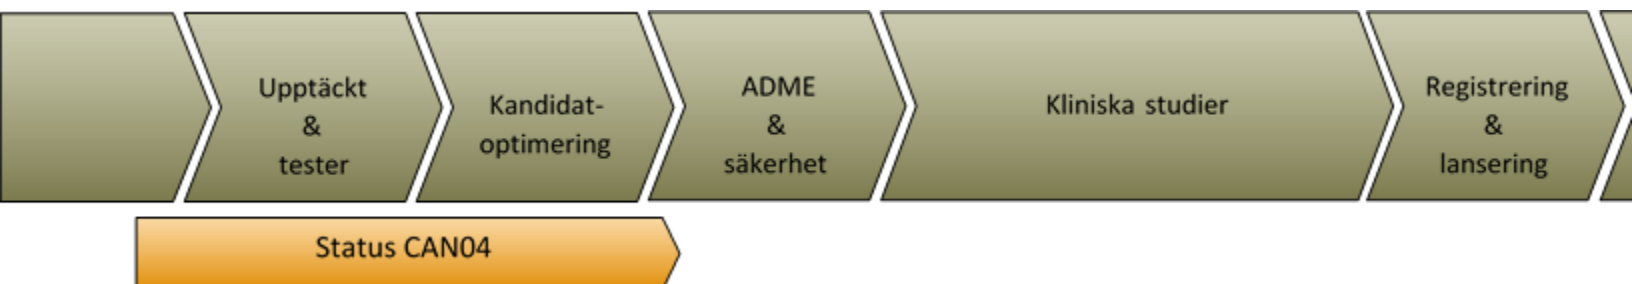 Upptäckt
&
tester
Kandidat-
optimering
ADME
&
säkerhet
Kliniska studier
Registrering
&
lansering
Status CAN04